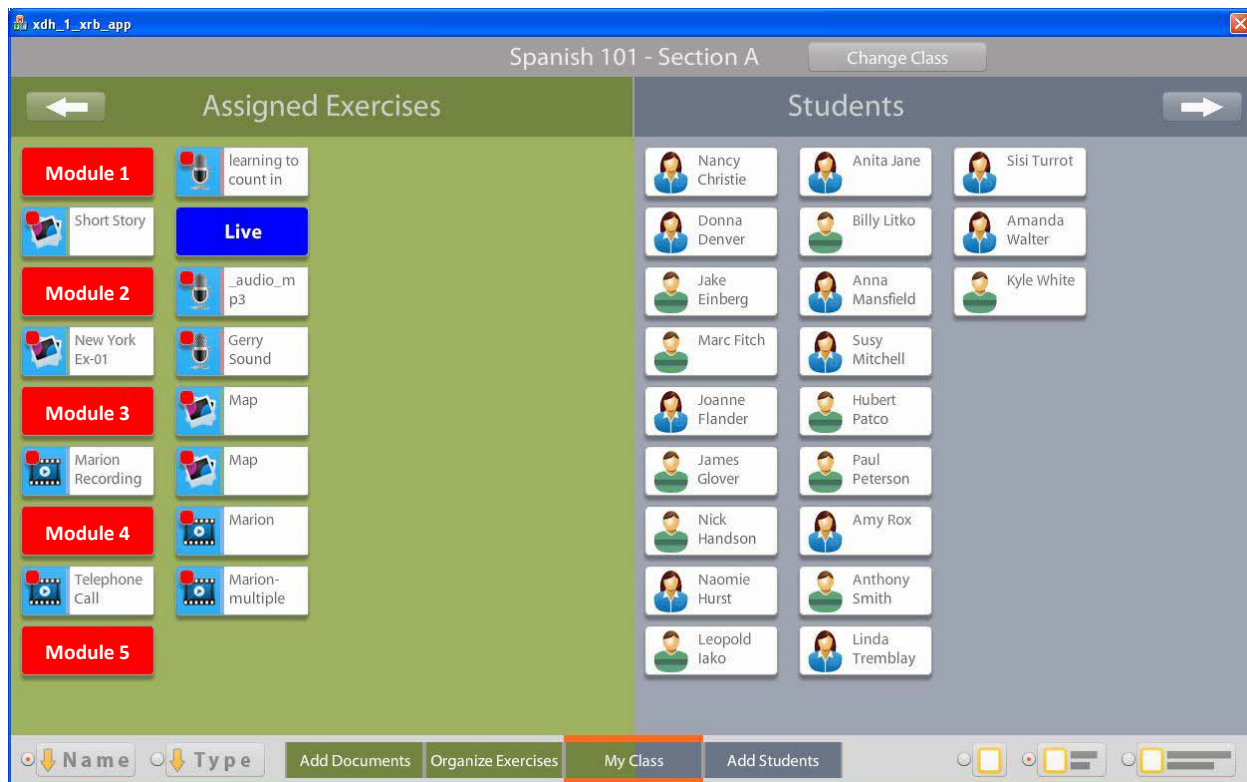 xdh_1_xrb_app
Spanish 101 - Section A
Change Class
Assigned Exercises
Module 1
Short Story
Module 2
New York
Ex-01
Module 3
Marion
Recording
Module 4
Telephone
Call
Module 5
learning to
count in
Live
_audio_m
p3
Gerry
Sound
Map
Map
Marion
Marion-
multiple
Students
Nancy
Christie
Donna
Denver
Jake
Einberg
Marc Fitch
Joanne
Flander
James
Glover
Nick
Handson
Naomie
Hurst
Leopold
Iako
Anita Jane
Billy Litko
Anna
Mansfield
Susy
Mitchell
Hubert
Patco
Paul
Peterson
Amy Rox
Anthony
Smith
Linda
Tremblay
Sisi Turrot
Amanda
Walter
Kyle White
Name
Type
Add Documents
Organize Exercises
My Class
Add Students